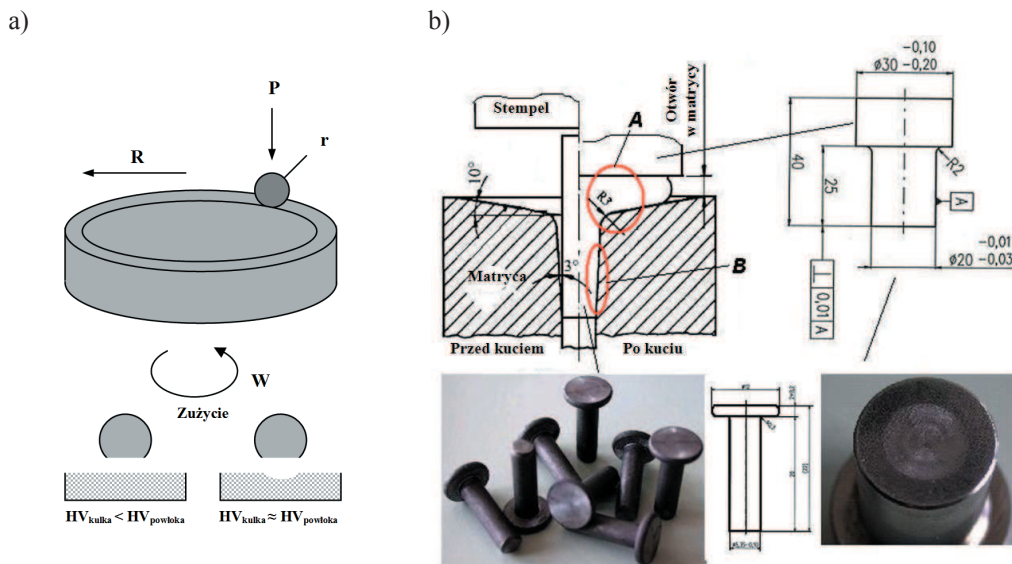 a)
P
r
R
W
Zużycie
HVkulka < HVpowłoka
HVkulka ≈ HVpowłoka
b)
Stempel
A
Otwór
w matrycy
10°
R3
3°
B
Matryca
Przed kuciem
Po kuciu
-0,10
ø30 -0,20
40
25
R2
A
-0,01
ø20 -0,03
⊥ 0,01 A
20